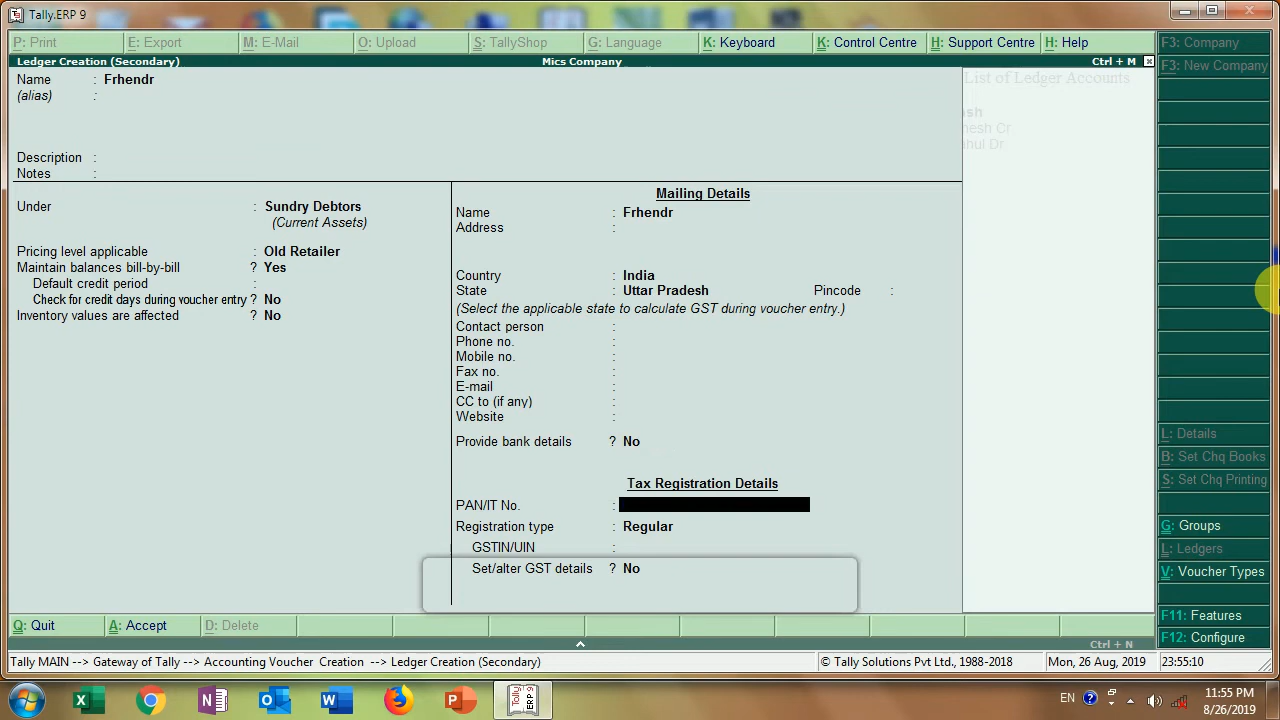 Tally.ERP 9
P: Print E: Export M: E-Mail O: Upload S: TallyShop G: Language K: Keyboard K: Control Centre H: Support Centre H: Help F3: Company
Ledger Creation (Secondary) Mics Company Ctrl + M
F3: New Company
Name : Frhendr List of Ledger Accounts
(alias) :
Description :
Notes :
Mailing Details
Under : Sundry Debtors Name : Frhendr
(Current Assets) Address :
Pricing level applicable : Old Retailer
Maintain balances bill-by-bill ? Yes Country : India
Default credit period : State : Uttar Pradesh Pincode :
Check for credit days during voucher entry ? No (Select the applicable state to calculate GST during voucher entry.)
Inventory values are affected ? No Contact person :
Phone no. :
Mobile no. :
Fax no. :
E-mail :
CC to (if any) :
Website :
Provide bank details ? No
Tax Registration Details
PAN/IT No. :
Registration type : Regular
GSTIN/UIN :
Set/alter GST details ? No
L: Details
B: Set Chq Books
S: Set Chq Printing
G: Groups
L: Ledgers
V: Voucher Types
F11: Features
F12: Configure
Q: Quit A: Accept D: Delete
Ctrl + N
Tally MAIN --> Gateway of Tally --> Accounting Voucher Creation --> Ledger Creation (Secondary) © Tally Solutions Pvt Ltd., 1988-2018 Mon, 26 Aug, 2019 23:55:10
EN 11:55 PM
8/26/2019